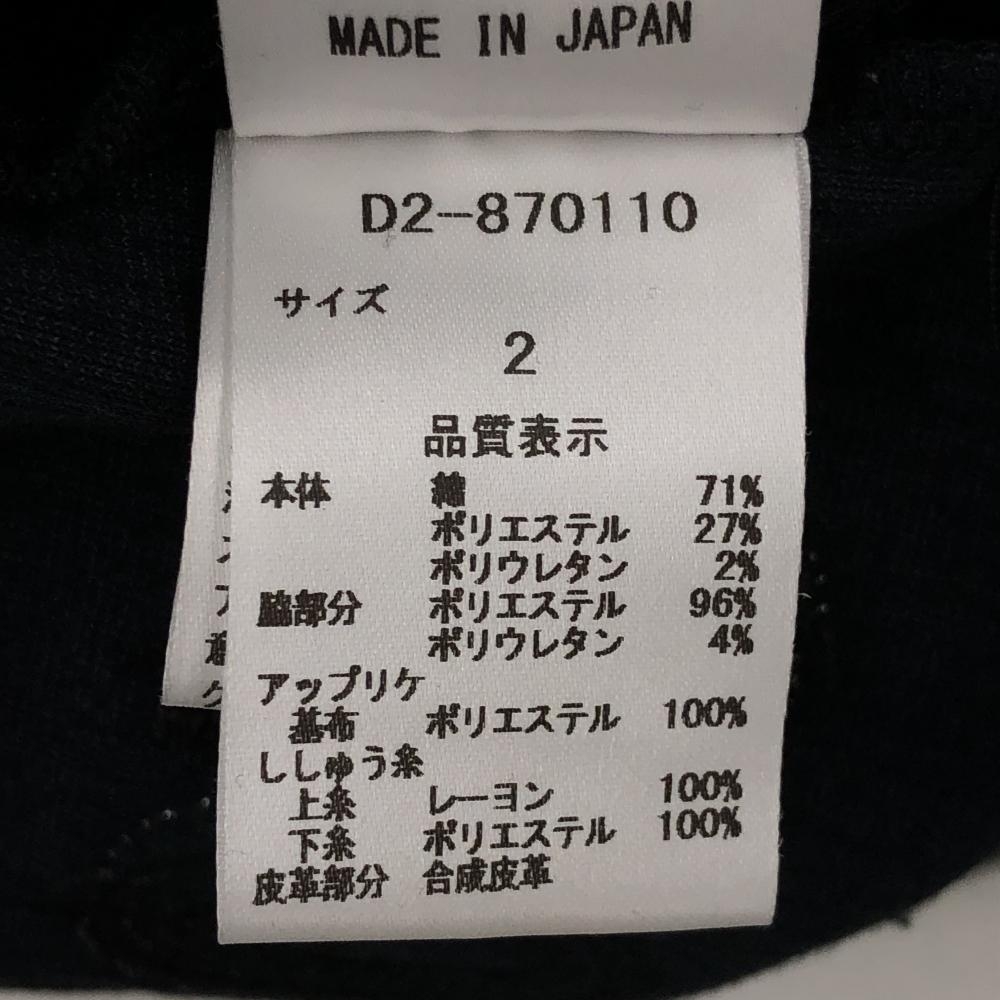 MADE IN JAPAN
D2-870110
サイズ
2
品質表示
本体 綿 71%
ポリエステル 27%
ポリウレタン 2%
脇部分 ポリエステル 96%
ポリウレタン 4%
アップリケ
基布 ポリエステル 100%
ししゅう糸
上糸 レーヨン 100%
下糸 ポリエステル 100%
皮革部分 合成皮革